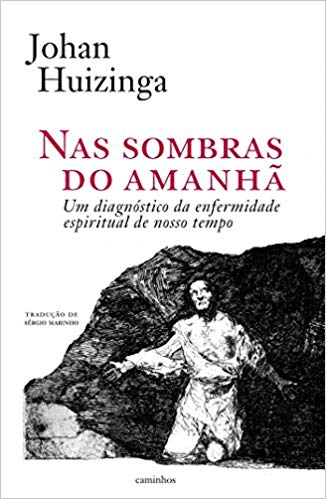 Johan
Huizinga
NAS SOMBRAS
DO AMANHÃ
Um diagnóstico da enfermidade
espiritual de nosso tempo
TRADUÇÃO DE
SÉRGIO MARINHO
caminhos